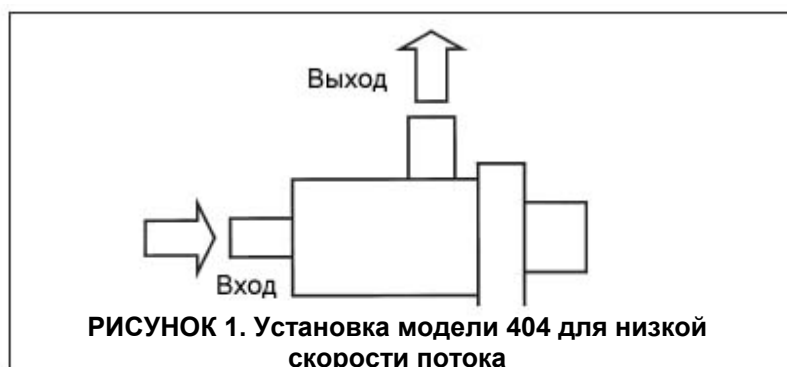 Выход
Вход
РИСУНОК 1. Установка модели 404 для низкой
скорости потока